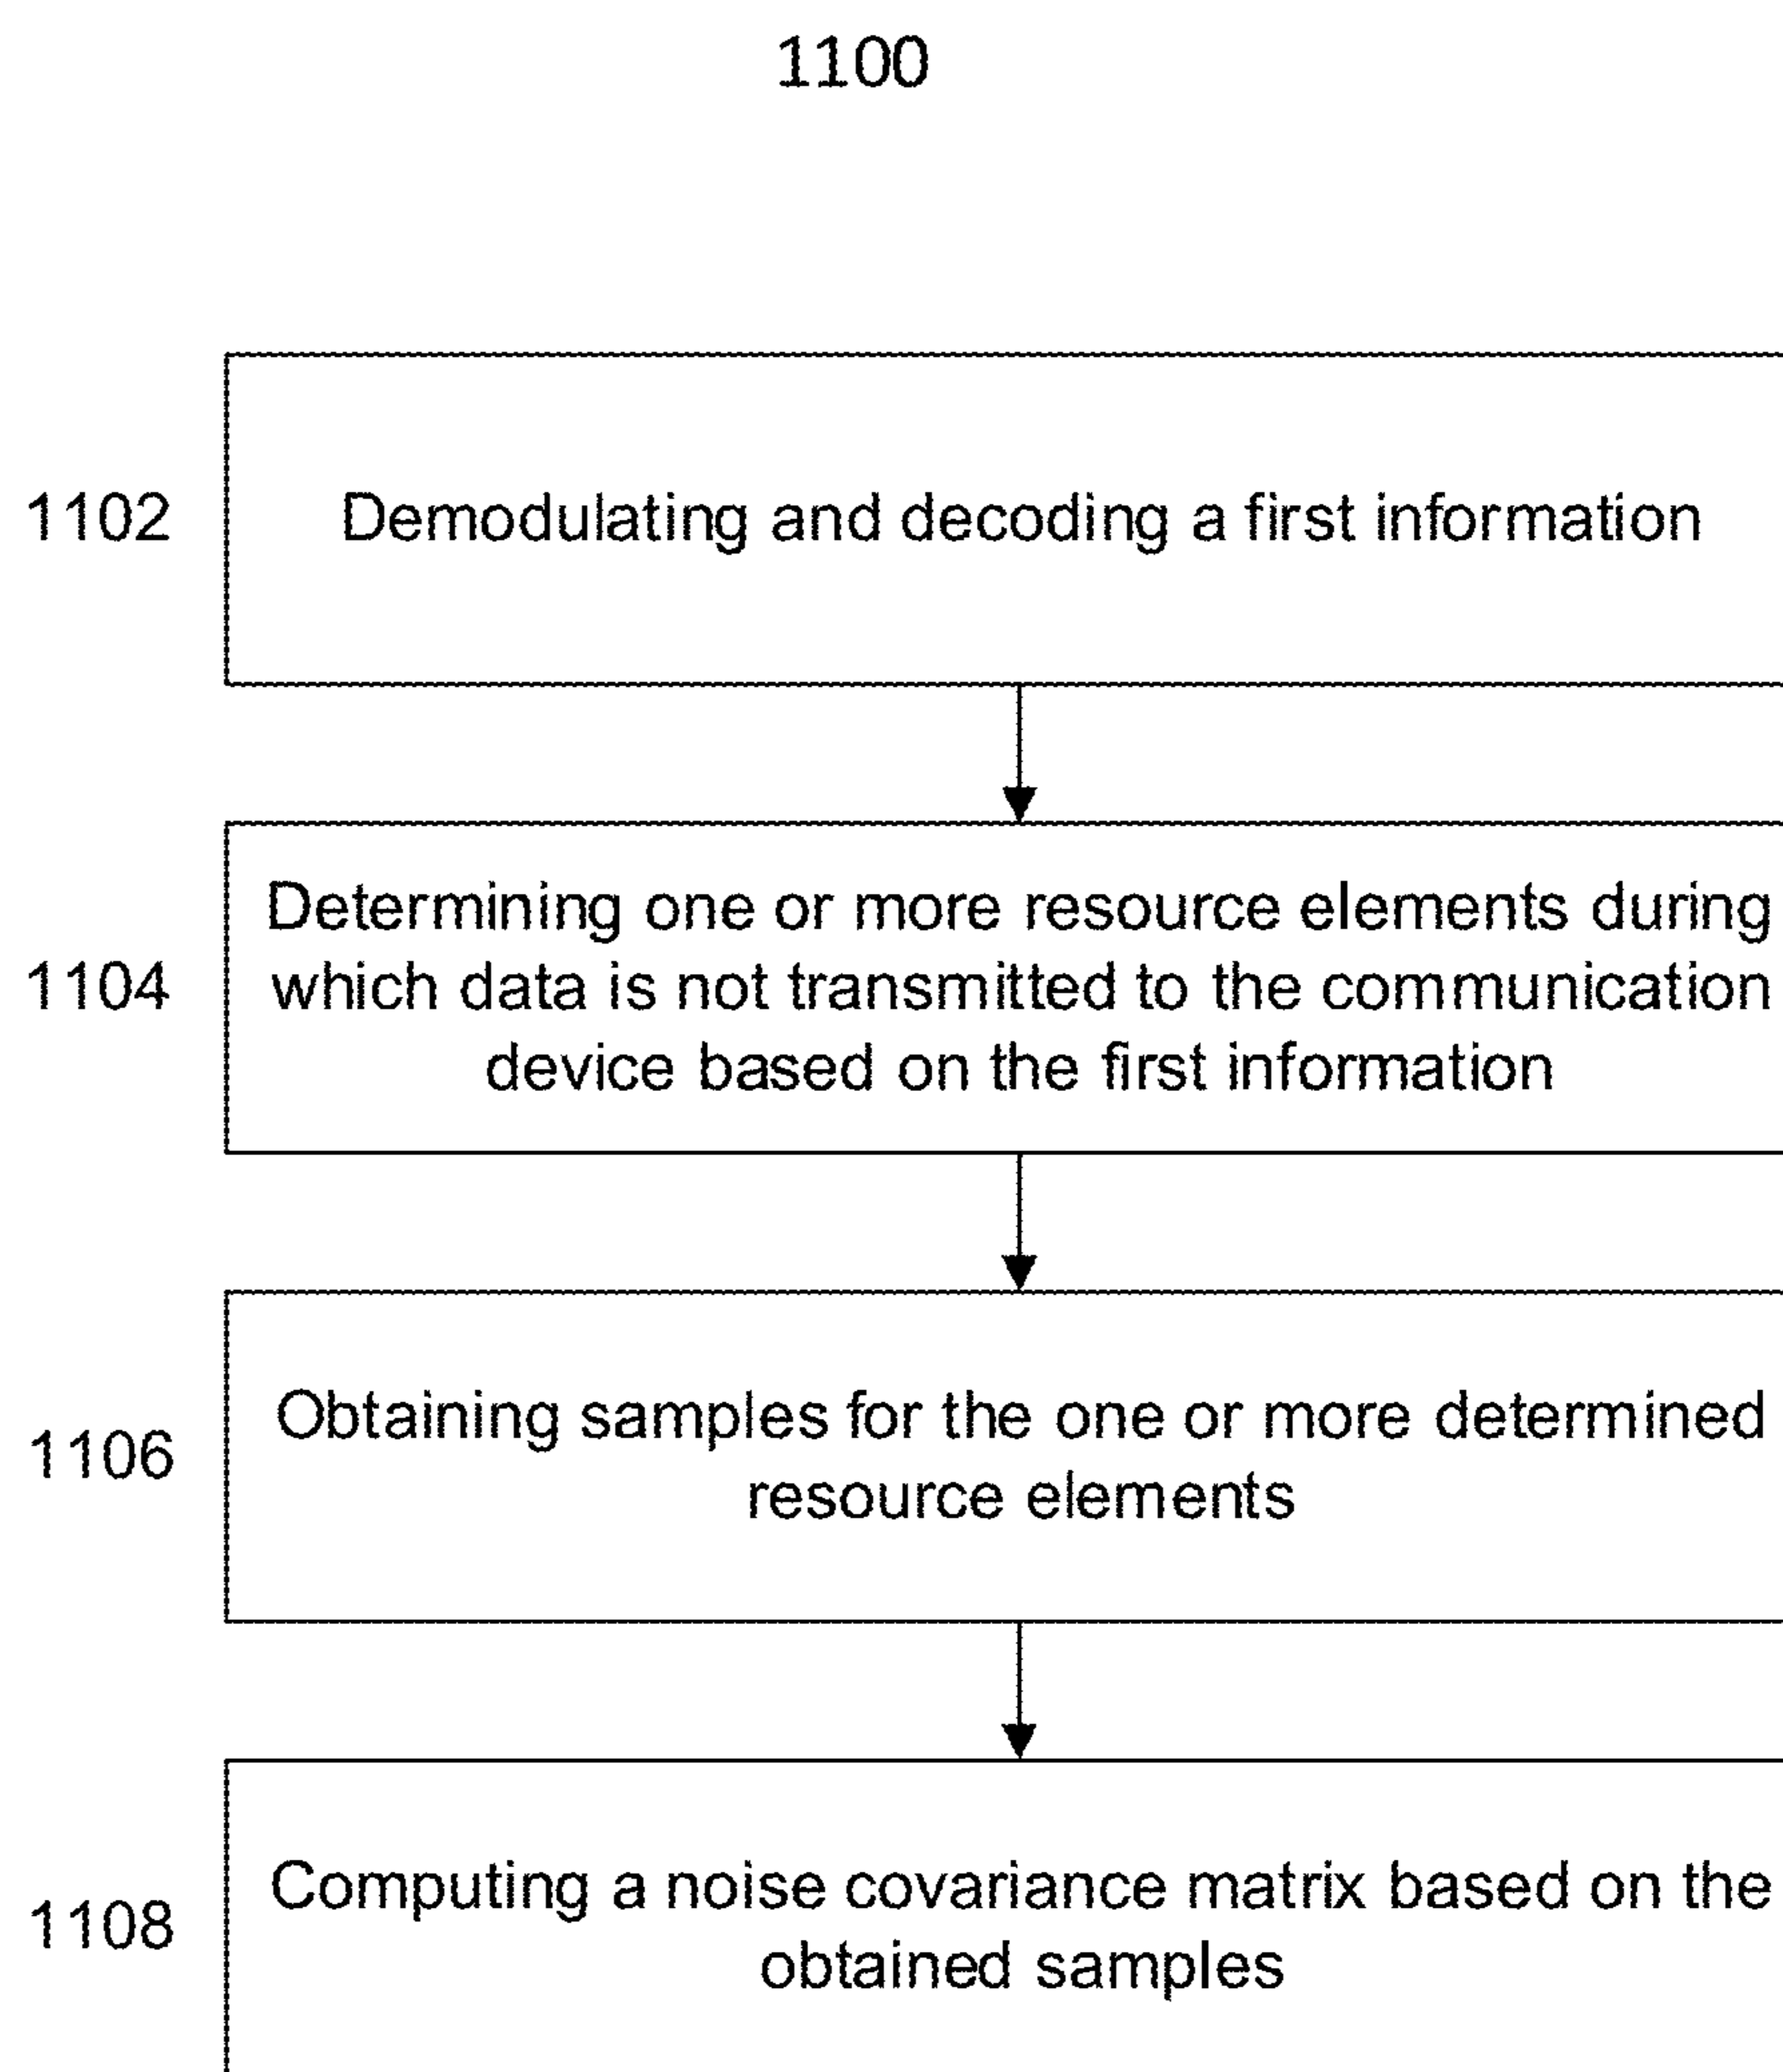 1100
1102
Demodulating and decoding a first information
1104
Determining one or more resource elements during
which data is not transmitted to the communication
device based on the first information
1106
Obtaining samples for the one or more determined
resource elements
1108
Computing a noise covariance matrix based on the
obtained samples